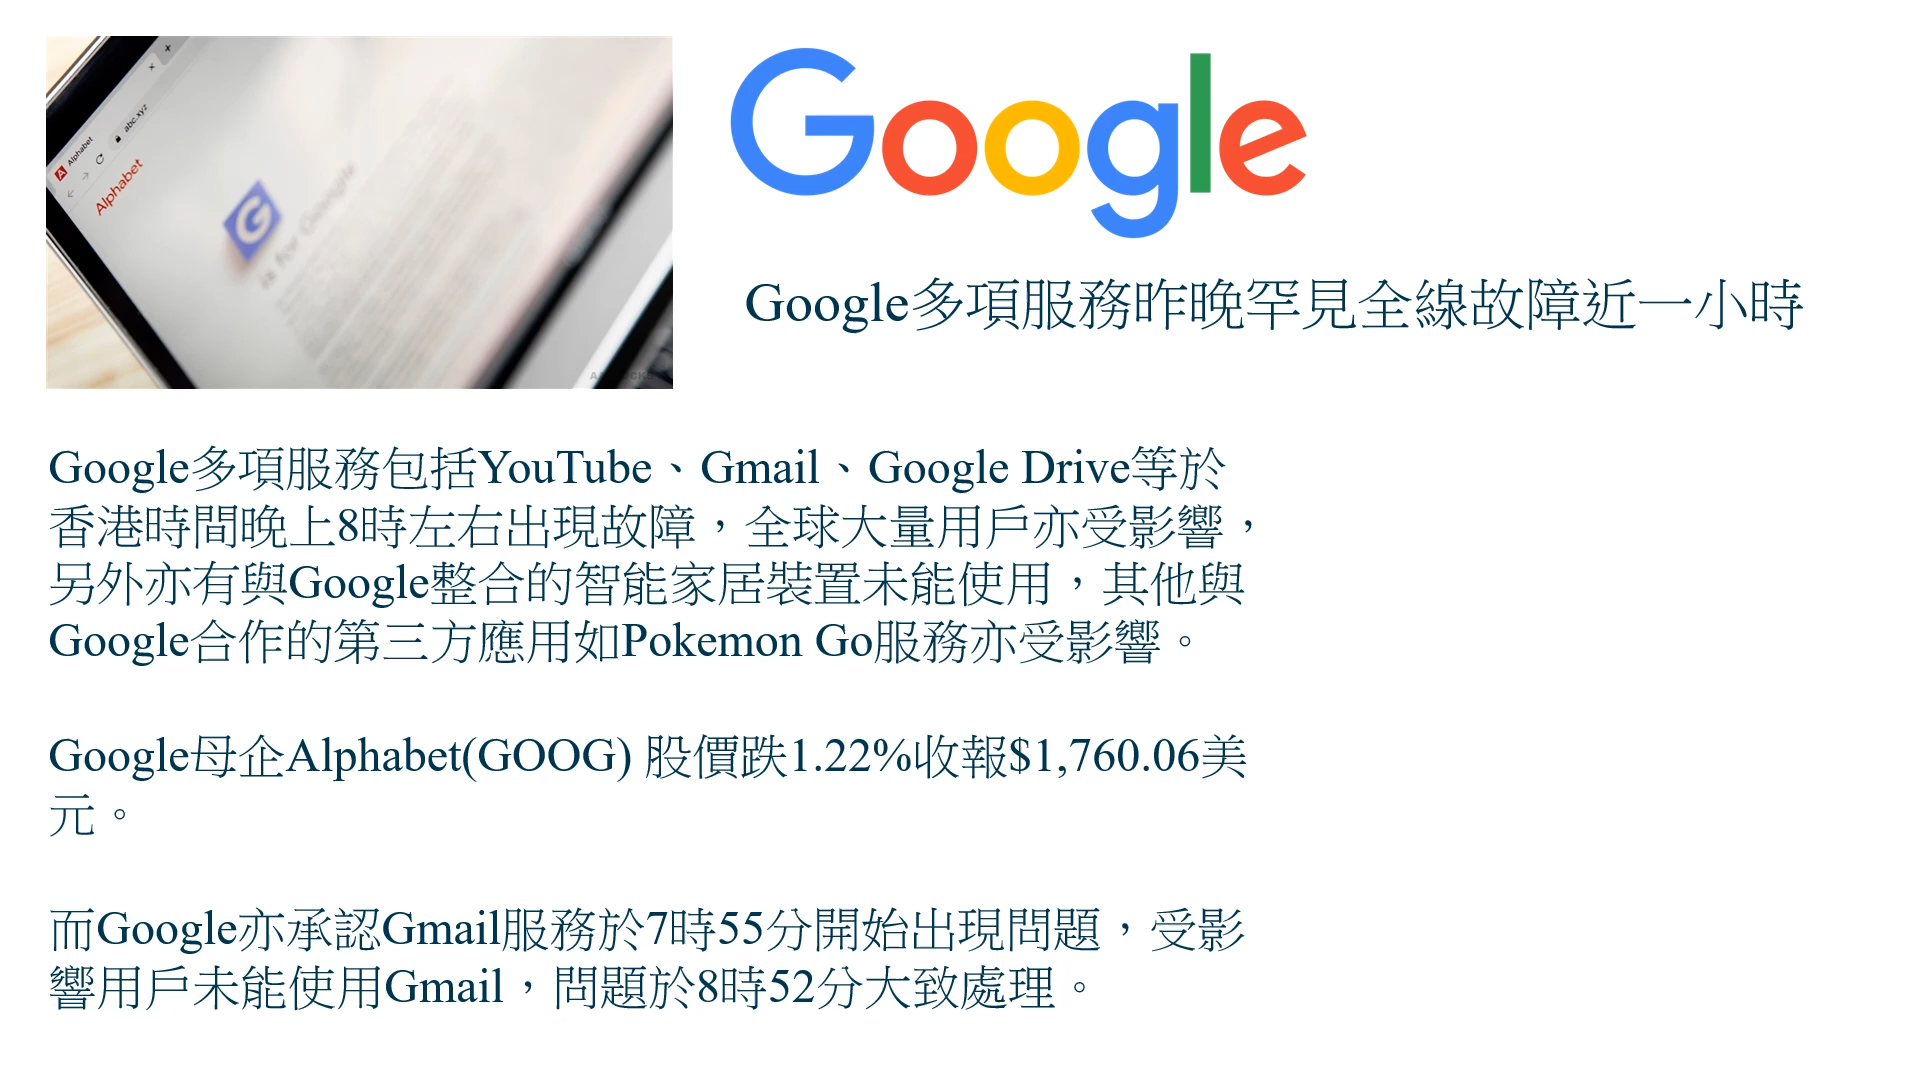 Alphabet
abc.xyz
Alphabet
G
is for Google
Google
Google多項服務昨晚罕見全線故障近一小時
Google多項服務包括YouTube、Gmail、Google Drive等於
香港時間晚上8時左右出現故障，全球大量用戶亦受影響，
另外亦有與Google整合的智能家居裝置未能使用，其他與
Google合作的第三方應用如Pokemon Go服務亦受影響。
Google母企Alphabet(GOOG) 股價跌1.22%收報$1,760.06美
元。
而Google亦承認Gmail服務於7時55分開始出現問題，受影
響用戶未能使用Gmail，問題於8時52分大致處理。